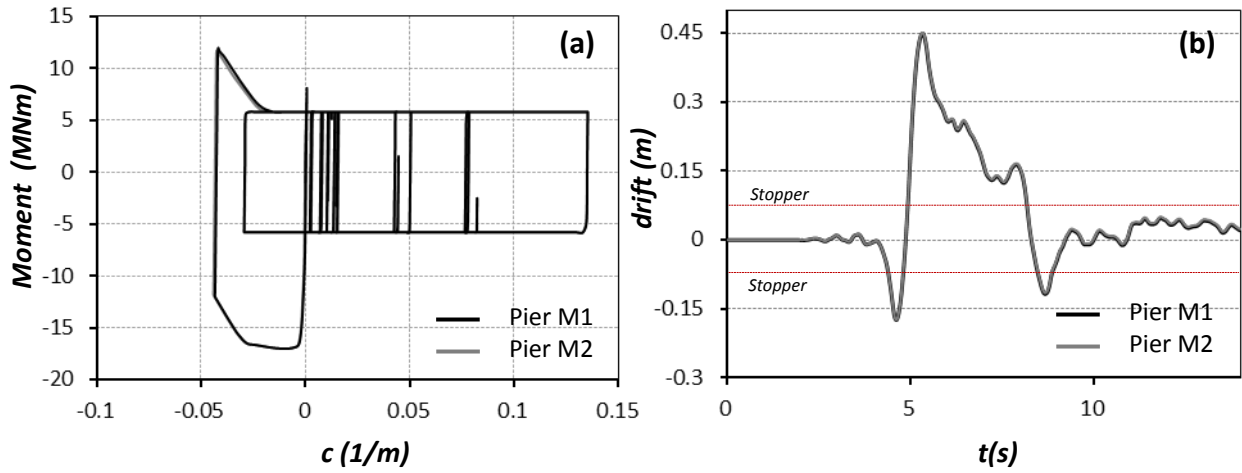 (a)
15
10
5
0
-5
-10
-15
-20
Moment (MNm)
-0.1
-0.05
0
0.05
0.1
0.15
c (1/m)
Pier M1
Pier M2
(b)
0.45
0.3
0.15
0
-0.15
-0.3
drift (m)
Stopper
Stopper
0
5
10
t(s)
Pier M1
Pier M2